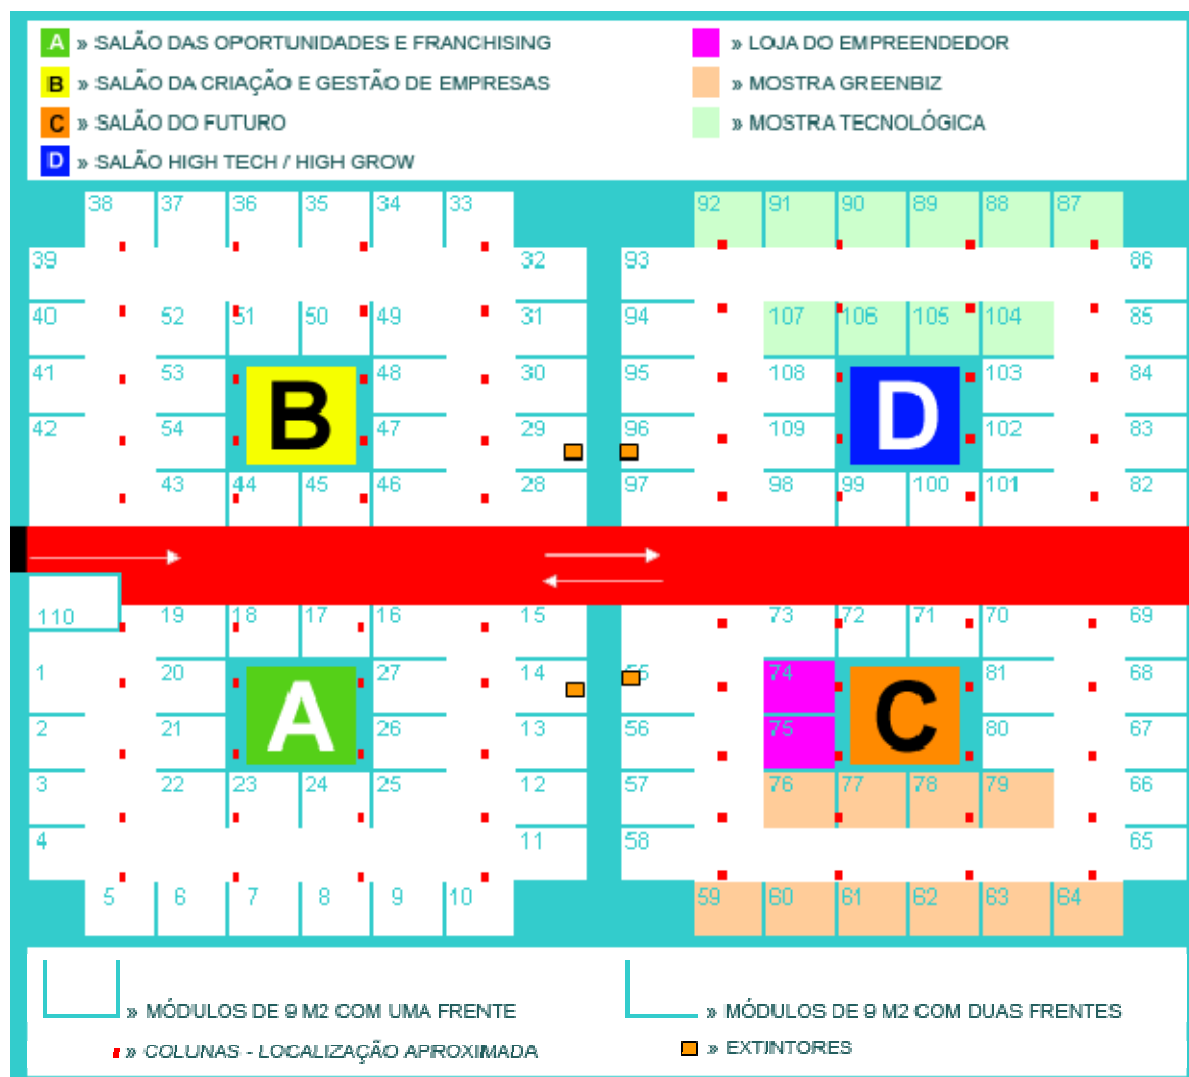 A » SALÃO DAS OPORTUNIDADES E FRANCHISING
» LOJA DO EMPREENDEDOR
B » SALÃO DA CRIAÇÃO E GESTÃO DE EMPRESAS
» MOSTRA GREENBIZ
C » SALÃO DO FUTURO
» MOSTRA TECNOLÓGICA
D » SALÃO HIGH TECH / HIGH GROW
38 37 36 35 34 33 92 91 90 89 88 87
39 32 93 86
40 52 51 50 49 31 94 107 106 105 104 85
41 53 48 30 95 108 103 84
B D
42 54 47 29 96 109 102 83
43 44 45 46 28 97 98 99 100 101 82
110 19 18 17 16 15 73 72 71 70 69
1 20 27 14 55 74 81 68
A C
2 21 26 13 56 75 80 67
3 22 23 24 25 12 57 76 77 78 79 66
4 11 58 65
5 6 7 8 9 10 59 60 61 62 63 64
» MÓDULOS DE 9 M2 COM UMA FRENTE
» MÓDULOS DE 9 M2 COM DUAS FRENTES
» COLUNAS - LOCALIZAÇÃO APROXIMADA
» EXTINTORES